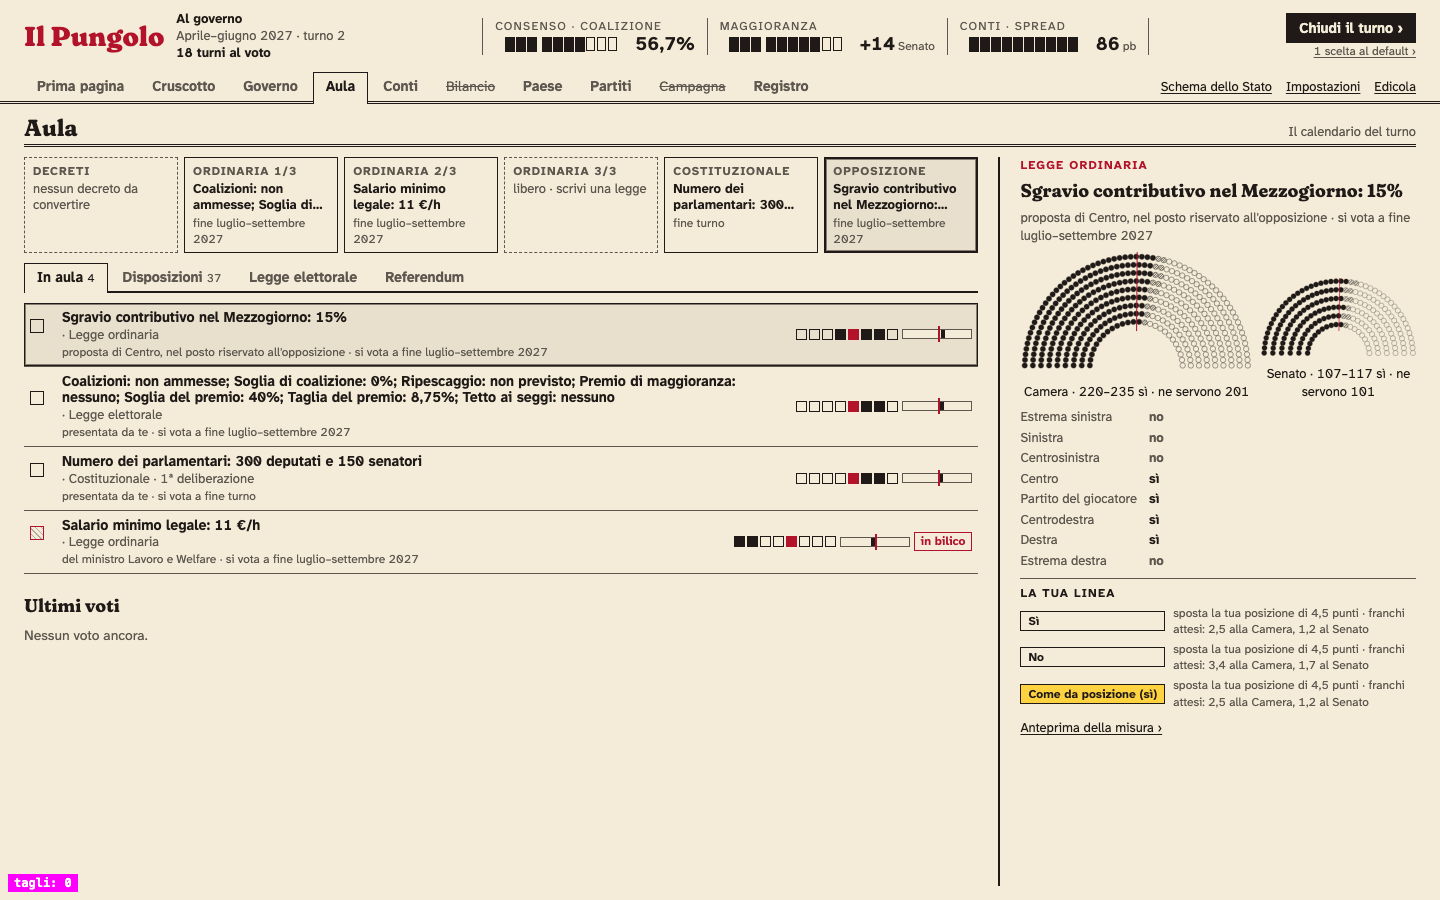 Il Pungolo
Al governo
Aprile–giugno 2027 · turno 2
18 turni al voto
CONSENSO · COALIZIONE
56,7%
MAGGIORANZA
+14 Senato
CONTI · SPREAD
86 pb
Chiudi il turno ›
1 scelta al default ›
Prima pagina
Cruscotto
Governo
Aula
Conti
Bilancio
Paese
Partiti
Campagna
Registro
Schema dello Stato
Impostazioni
Edicola
Aula
Il calendario del turno
DECRETI
nessun decreto da
convertire
ORDINARIA 1/3
Coalizioni: non
ammesse; Soglia di…
fine luglio–settembre
2027
ORDINARIA 2/3
Salario minimo
legale: 11 €/h
fine luglio–settembre
2027
ORDINARIA 3/3
libero · scrivi una legge
COSTITUZIONALE
Numero dei
parlamentari: 300…
fine turno
OPPOSIZIONE
Sgravio contributivo
nel Mezzogiorno:…
fine luglio–settembre
2027
In aula 4
Disposizioni 37
Legge elettorale
Referendum
Sgravio contributivo nel Mezzogiorno: 15%
· Legge ordinaria
proposta di Centro, nel posto riservato all'opposizione · si vota a fine luglio–settembre 2027
Coalizioni: non ammesse; Soglia di coalizione: 0%; Ripescaggio: non previsto; Premio di maggioranza:
nessuno; Soglia del premio: 40%; Taglia del premio: 8,75%; Tetto ai seggi: nessuno
· Legge elettorale
presentata da te · si vota a fine luglio–settembre 2027
Numero dei parlamentari: 300 deputati e 150 senatori
· Costituzionale · 1ª deliberazione
presentata da te · si vota a fine turno
Salario minimo legale: 11 €/h
· Legge ordinaria
del ministro Lavoro e Welfare · si vota a fine luglio–settembre 2027
in bilico
Ultimi voti
Nessun voto ancora.
LEGGE ORDINARIA
Sgravio contributivo nel Mezzogiorno: 15%
proposta di Centro, nel posto riservato all'opposizione · si vota a fine
luglio–settembre 2027
Camera · 220–235 sì · ne servono 201
Senato · 107–117 sì · ne
servono 101
Estrema sinistra no
Sinistra no
Centrosinistra no
Centro sì
Partito del giocatore sì
Centrodestra sì
Destra sì
Estrema destra no
LA TUA LINEA
Sì
sposta la tua posizione di 4,5 punti · franchi
attesi: 2,5 alla Camera, 1,2 al Senato
No
sposta la tua posizione di 4,5 punti · franchi
attesi: 3,4 alla Camera, 1,7 al Senato
Come da posizione (sì)
sposta la tua posizione di 4,5 punti · franchi
attesi: 2,5 alla Camera, 1,2 al Senato
Anteprima della misura ›
tagli: 0